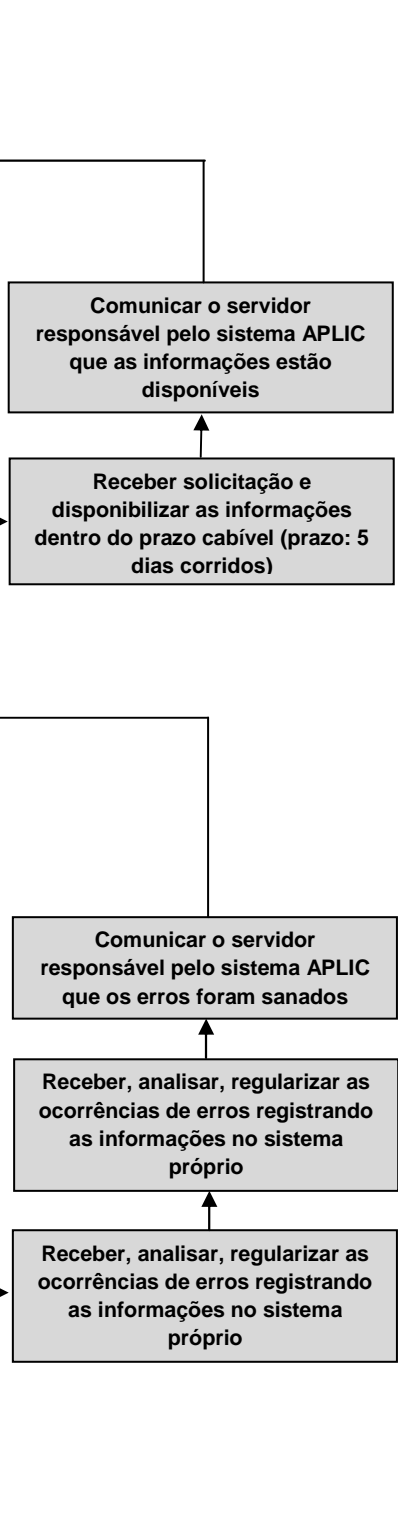 Comunicar o servidor
responsável pelo sistema APLIC
que as informações estão
disponíveis
Receber solicitação e
disponibilizar as informações
dentro do prazo cabível (prazo: 5
dias corridos)
Comunicar o servidor
responsável pelo sistema APLIC
que os erros foram sanados
Receber, analisar, regularizar as
ocorrências de erros registrando
as informações no sistema
próprio
Receber, analisar, regularizar as
ocorrências de erros registrando
as informações no sistema
próprio